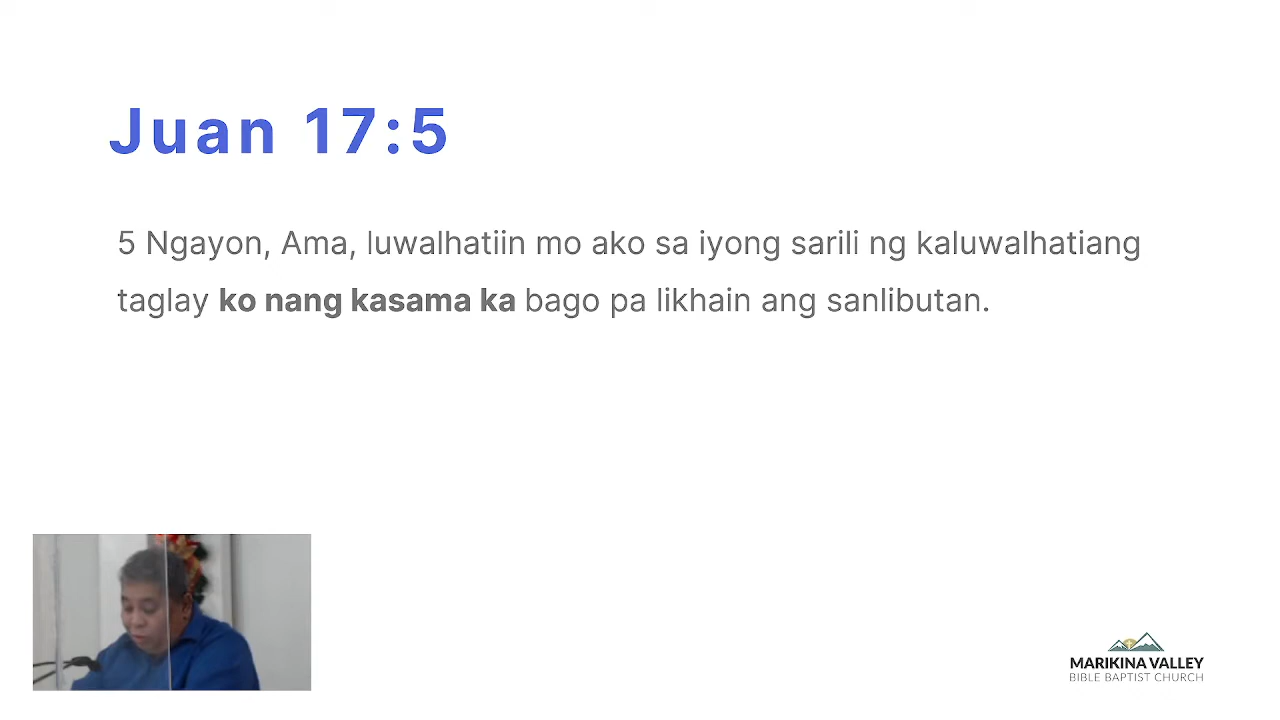 Juan 17:5
5 Ngayon, Ama, luwalhatiin mo ako sa iyong sarili ng kaluwalhatiang
taglay ko nang kasama ka bago pa likhain ang sanlibutan.
MARIKINA VALLEY
BIBLE BAPTIST CHURCH